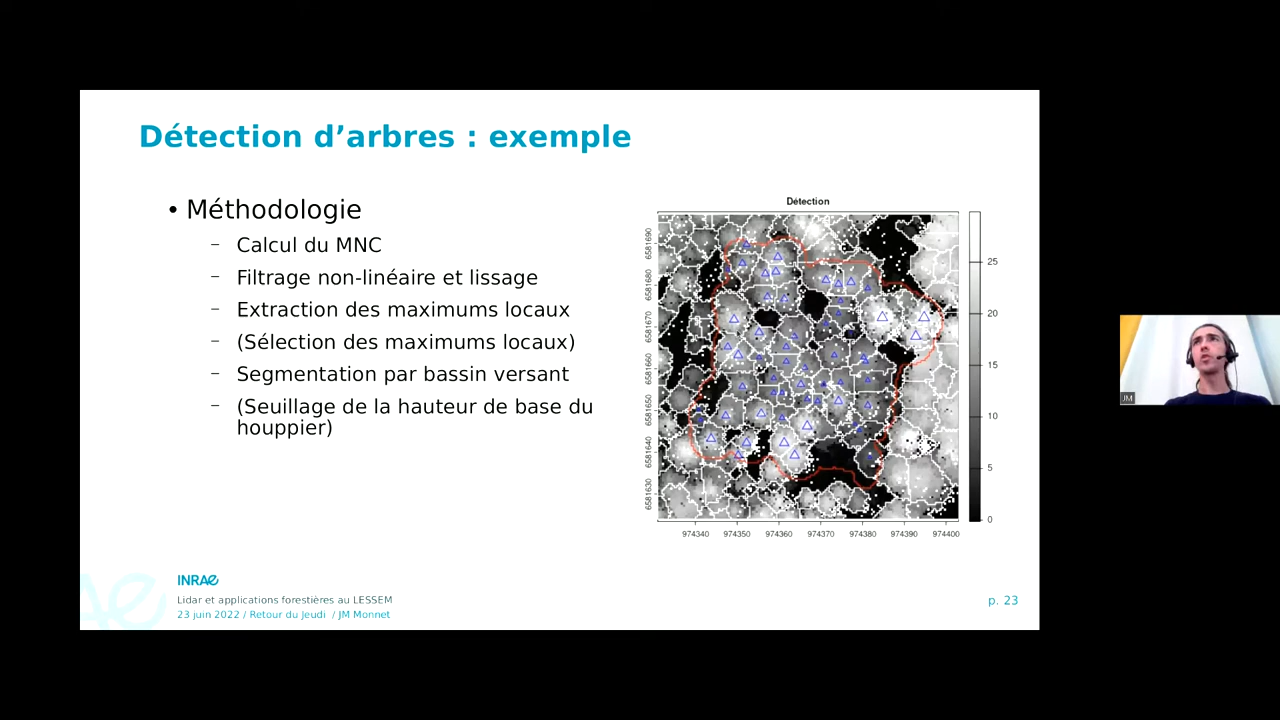 Détection d’arbres : exemple
• Méthodologie
– Calcul du MNC
– Filtrage non-linéaire et lissage
– Extraction des maximums locaux
– (Sélection des maximums locaux)
– Segmentation par bassin versant
– (Seuillage de la hauteur de base du
houppier)
Détection
6581690
6581680
6581670
6581660
6581650
6581640
6581630
974340 974350 974360 974370 974380 974390 974400
25
20
15
10
5
0
INRAE
Lidar et applications forestières au LESSEM
23 juin 2022 / Retour du Jeudi / JM Monnet
p. 23
JM